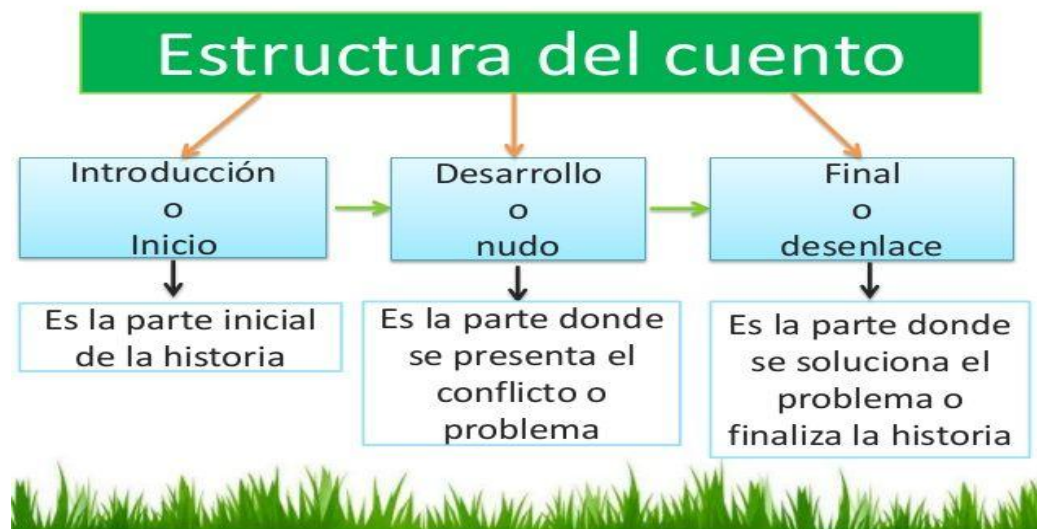 Estructura del cuento
Introducción
o
Inicio
Desarrollo
o
nudo
Final
o
desenlace
Es la parte inicial
de la historia
Es la parte donde
se presenta el
conflicto o
problema
Es la parte donde
se soluciona el
problema o
finaliza la historia